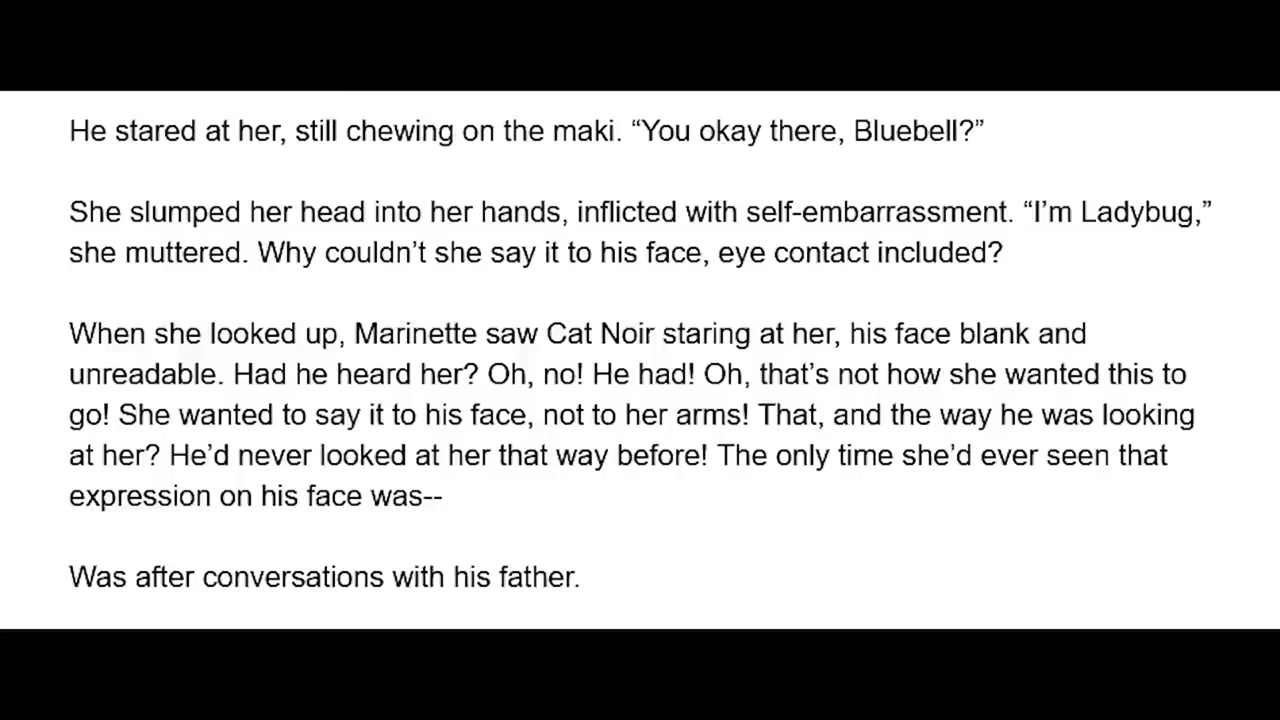 He stared at her, still chewing on the maki. “You okay there, Bluebell?”
She slumped her head into her hands, inflicted with self-embarrassment. “I’m Ladybug,”
she muttered. Why couldn’t she say it to his face, eye contact included?
When she looked up, Marinette saw Cat Noir staring at her, his face blank and
unreadable. Had he heard her? Oh, no! He had! Oh, that’s not how she wanted this to
go! She wanted to say it to his face, not to her arms! That, and the way he was looking
at her? He’d never looked at her that way before! The only time she’d ever seen that
expression on his face was--
Was after conversations with his father.